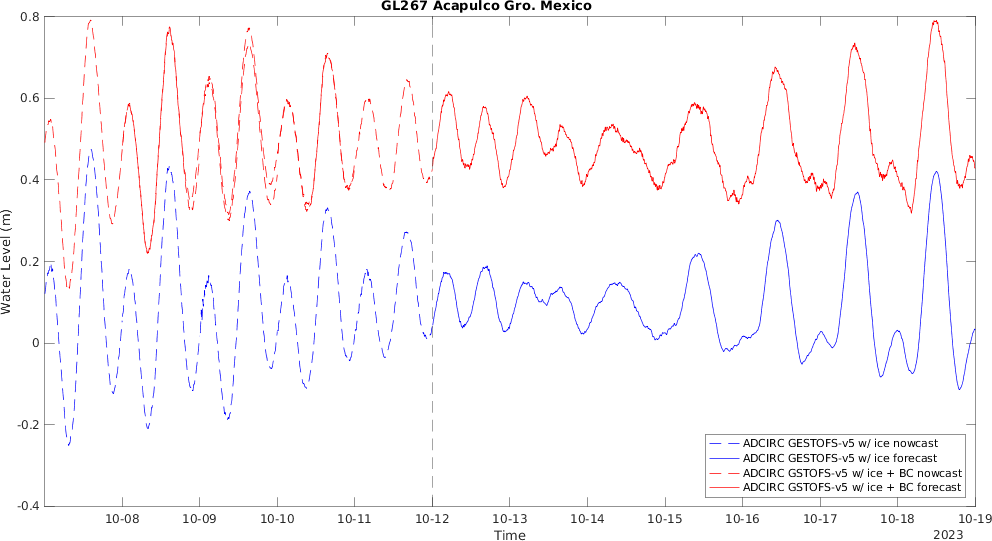 GL267 Acapulco Gro. Mexico
Water Level (m)
0.8
0.6
0.4
0.2
0
-0.2
-0.4
10-08
10-09
10-10
10-11
10-12
10-13
10-14
10-15
10-16
10-17
10-18
10-19
Time
2023
ADCIRC GESTOFS-v5 w/ ice nowcast
ADCIRC GESTOFS-v5 w/ ice forecast
ADCIRC GSTOFS-v5 w/ ice + BC nowcast
ADCIRC GSTOFS-v5 w/ ice + BC forecast